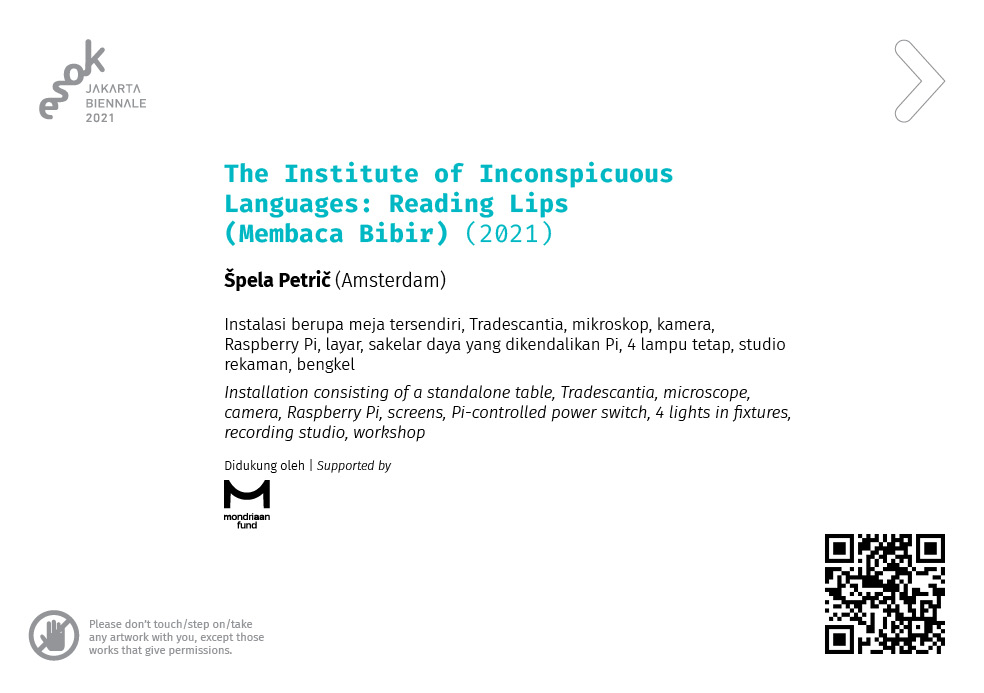 esok
JAKARTA
BIENNALE
2021
The Institute of Inconspicuous
Languages: Reading Lips
(Membaca Bibir) (2021)
Špela Petrič (Amsterdam)
Instalasi berupa meja tersendiri, Tradescantia, mikroskop, kamera,
Raspberry Pi, layar, sakelar daya yang dikendalikan Pi, 4 lampu tetap, studio
rekaman, bengkel
Installation consisting of a standalone table, Tradescantia, microscope,
camera, Raspberry Pi, screens, Pi-controlled power switch, 4 lights in fixtures,
recording studio, workshop
Didukung oleh | Supported by
mondriaan
fund
Please don’t touch/step on/take
any artwork with you, except those
works that give permissions.